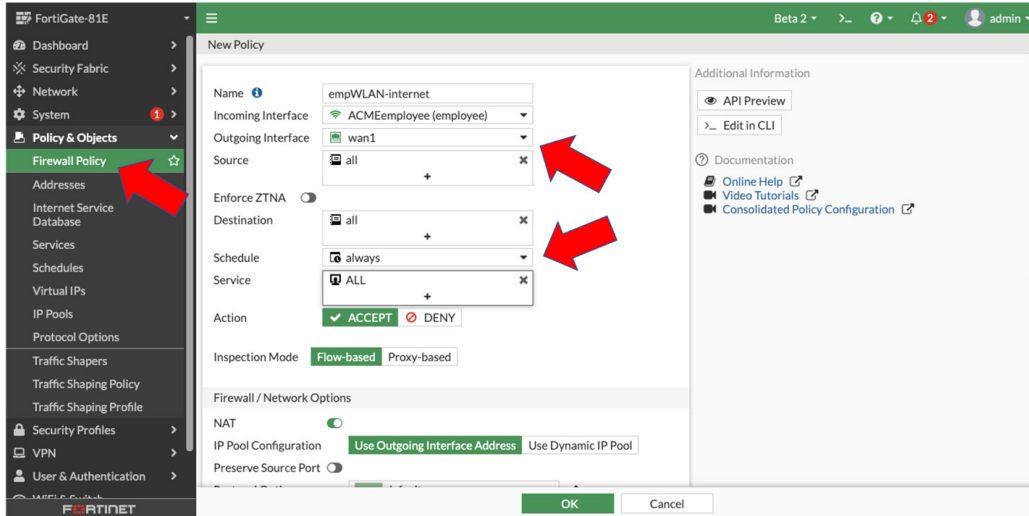 FortiGate-81E
Beta 2
>_
2
admin
Dashboard
Security Fabric
Network
System
1
Policy & Objects
Firewall Policy
Addresses
Internet Service
Database
Services
Schedules
Virtual IPs
IP Pools
Protocol Options
Traffic Shapers
Traffic Shaping Policy
Traffic Shaping Profile
Security Profiles
VPN
User & Authentication
FORTINET
New Policy
Name
empWLAN-internet
Incoming Interface
ACMEemployee (employee)
Outgoing Interface
wan1
Source
all
+
Enforce ZTNA
Destination
all
+
Schedule
always
Service
ALL
+
Action
ACCEPT
DENY
Inspection Mode
Flow-based
Proxy-based
Firewall / Network Options
NAT
IP Pool Configuration
Use Outgoing Interface Address
Use Dynamic IP Pool
Preserve Source Port
OK
Cancel
Additional Information
API Preview
>_ Edit in CLI
Documentation
Online Help
Video Tutorials
Consolidated Policy Configuration